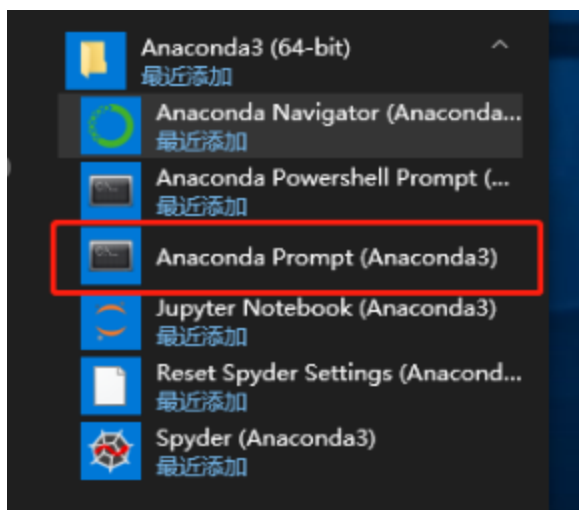 Anaconda3 (64-bit)
最近添加
Anaconda Navigator (Anaconda...
最近添加
Anaconda Powershell Prompt (...
最近添加
Anaconda Prompt (Anaconda3)
Jupyter Notebook (Anaconda3)
最近添加
Reset Spyder Settings (Anacond...
最近添加
Spyder (Anaconda3)
最近添加